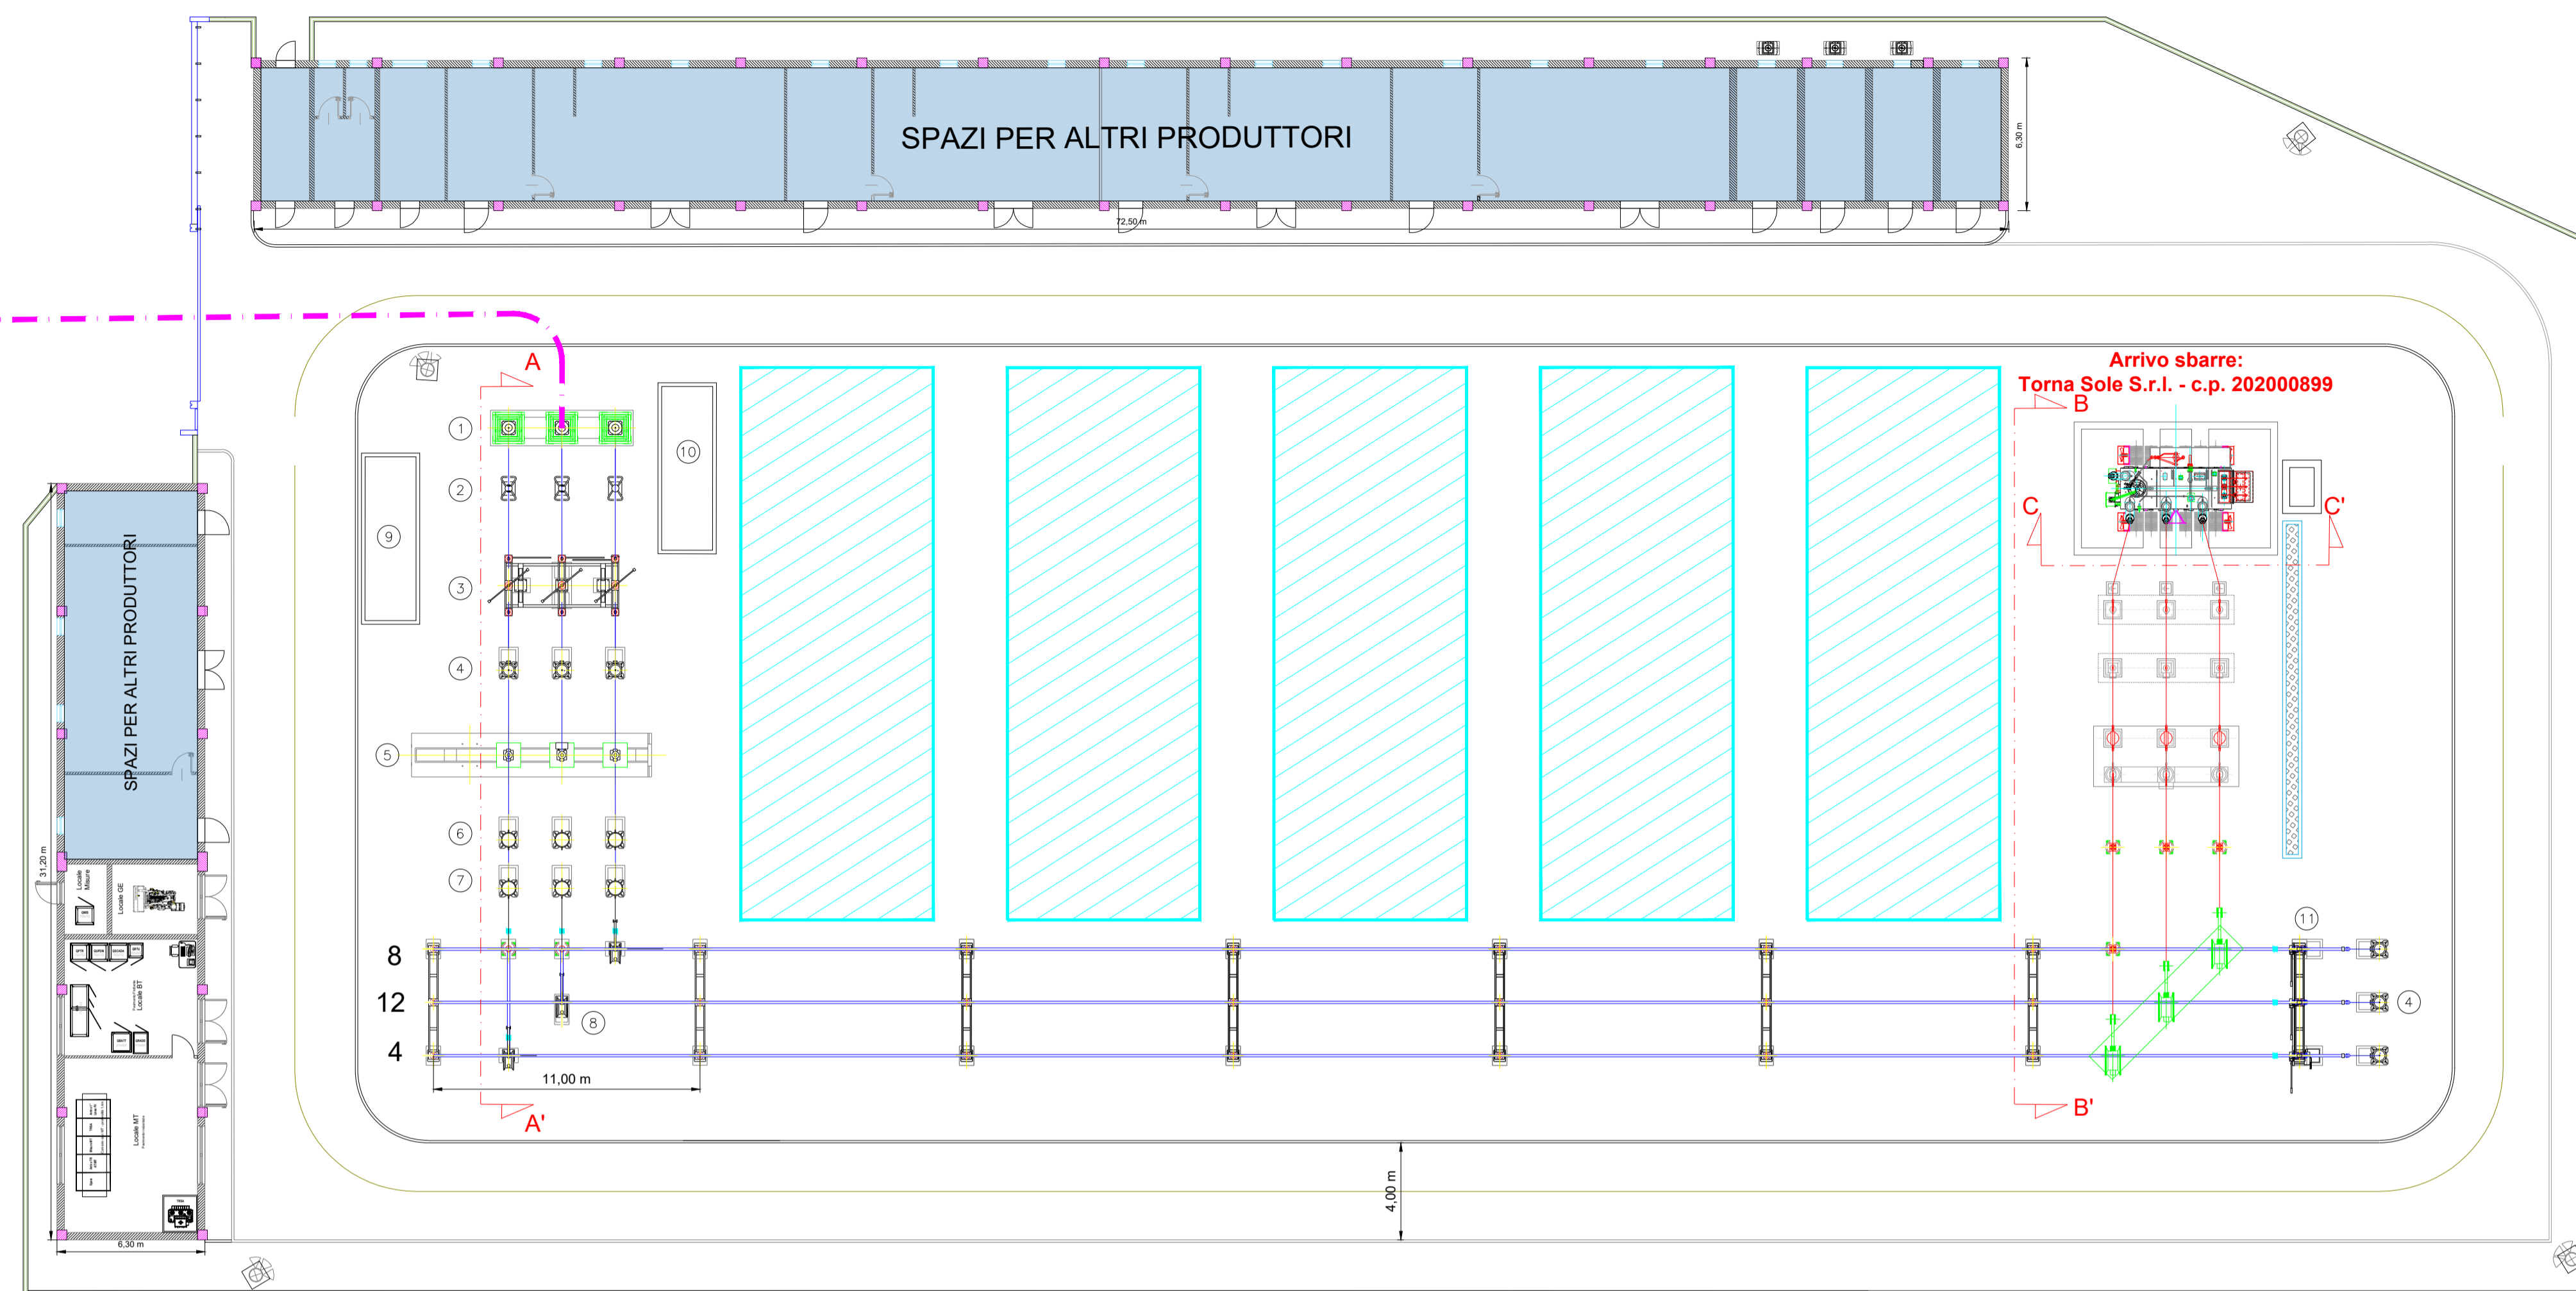 SPAZI PER ALTRI PRODUTTORI
6,30 m
72,50 m
A
Arrivo sbarre:
Torna Sole S.r.l. - c.p. 202000899
B
1
10
2
C
C'
9
SPAZI PER ALTRI PRODUTTORI
3
4
5
6
31,20 m
Locale
Misure
Locale GE
7
11
8
12
4
8
4
Locale BT
11,00 m
A'
B'
Locale MT
4,00 m
6,30 m